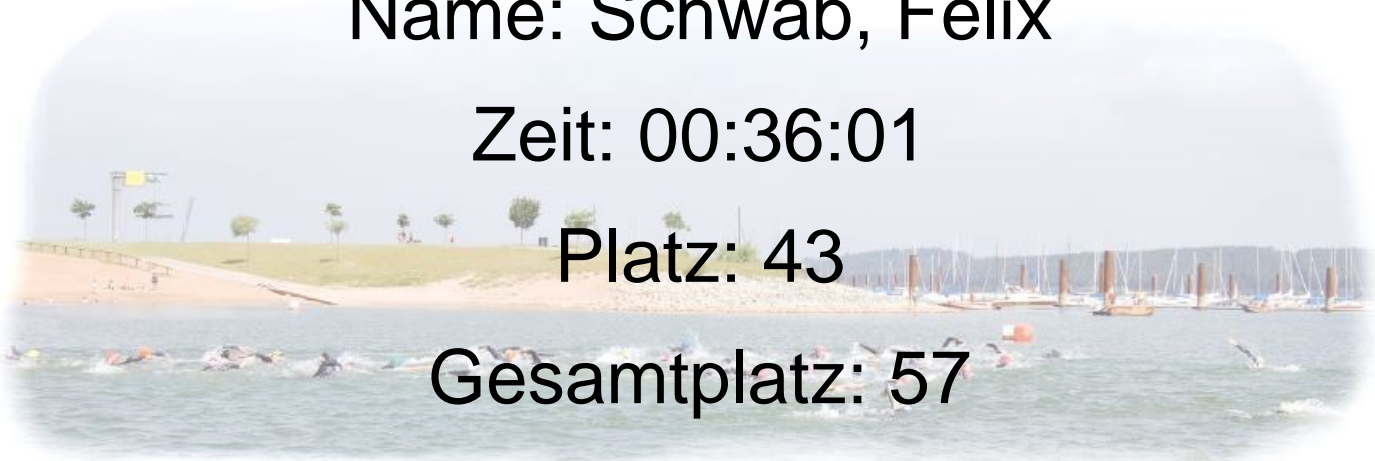 Name: Schwab, Felix
Zeit: 00:36:01
Platz: 43
Gesamtplatz: 57